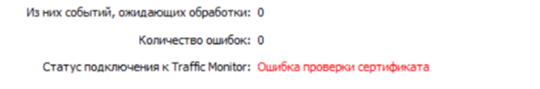 Из них событий, ожидающих обработки: 0
Количество ошибок: 0
Статус подключения к Traffic Monitor: Ошибка проверки сертификата